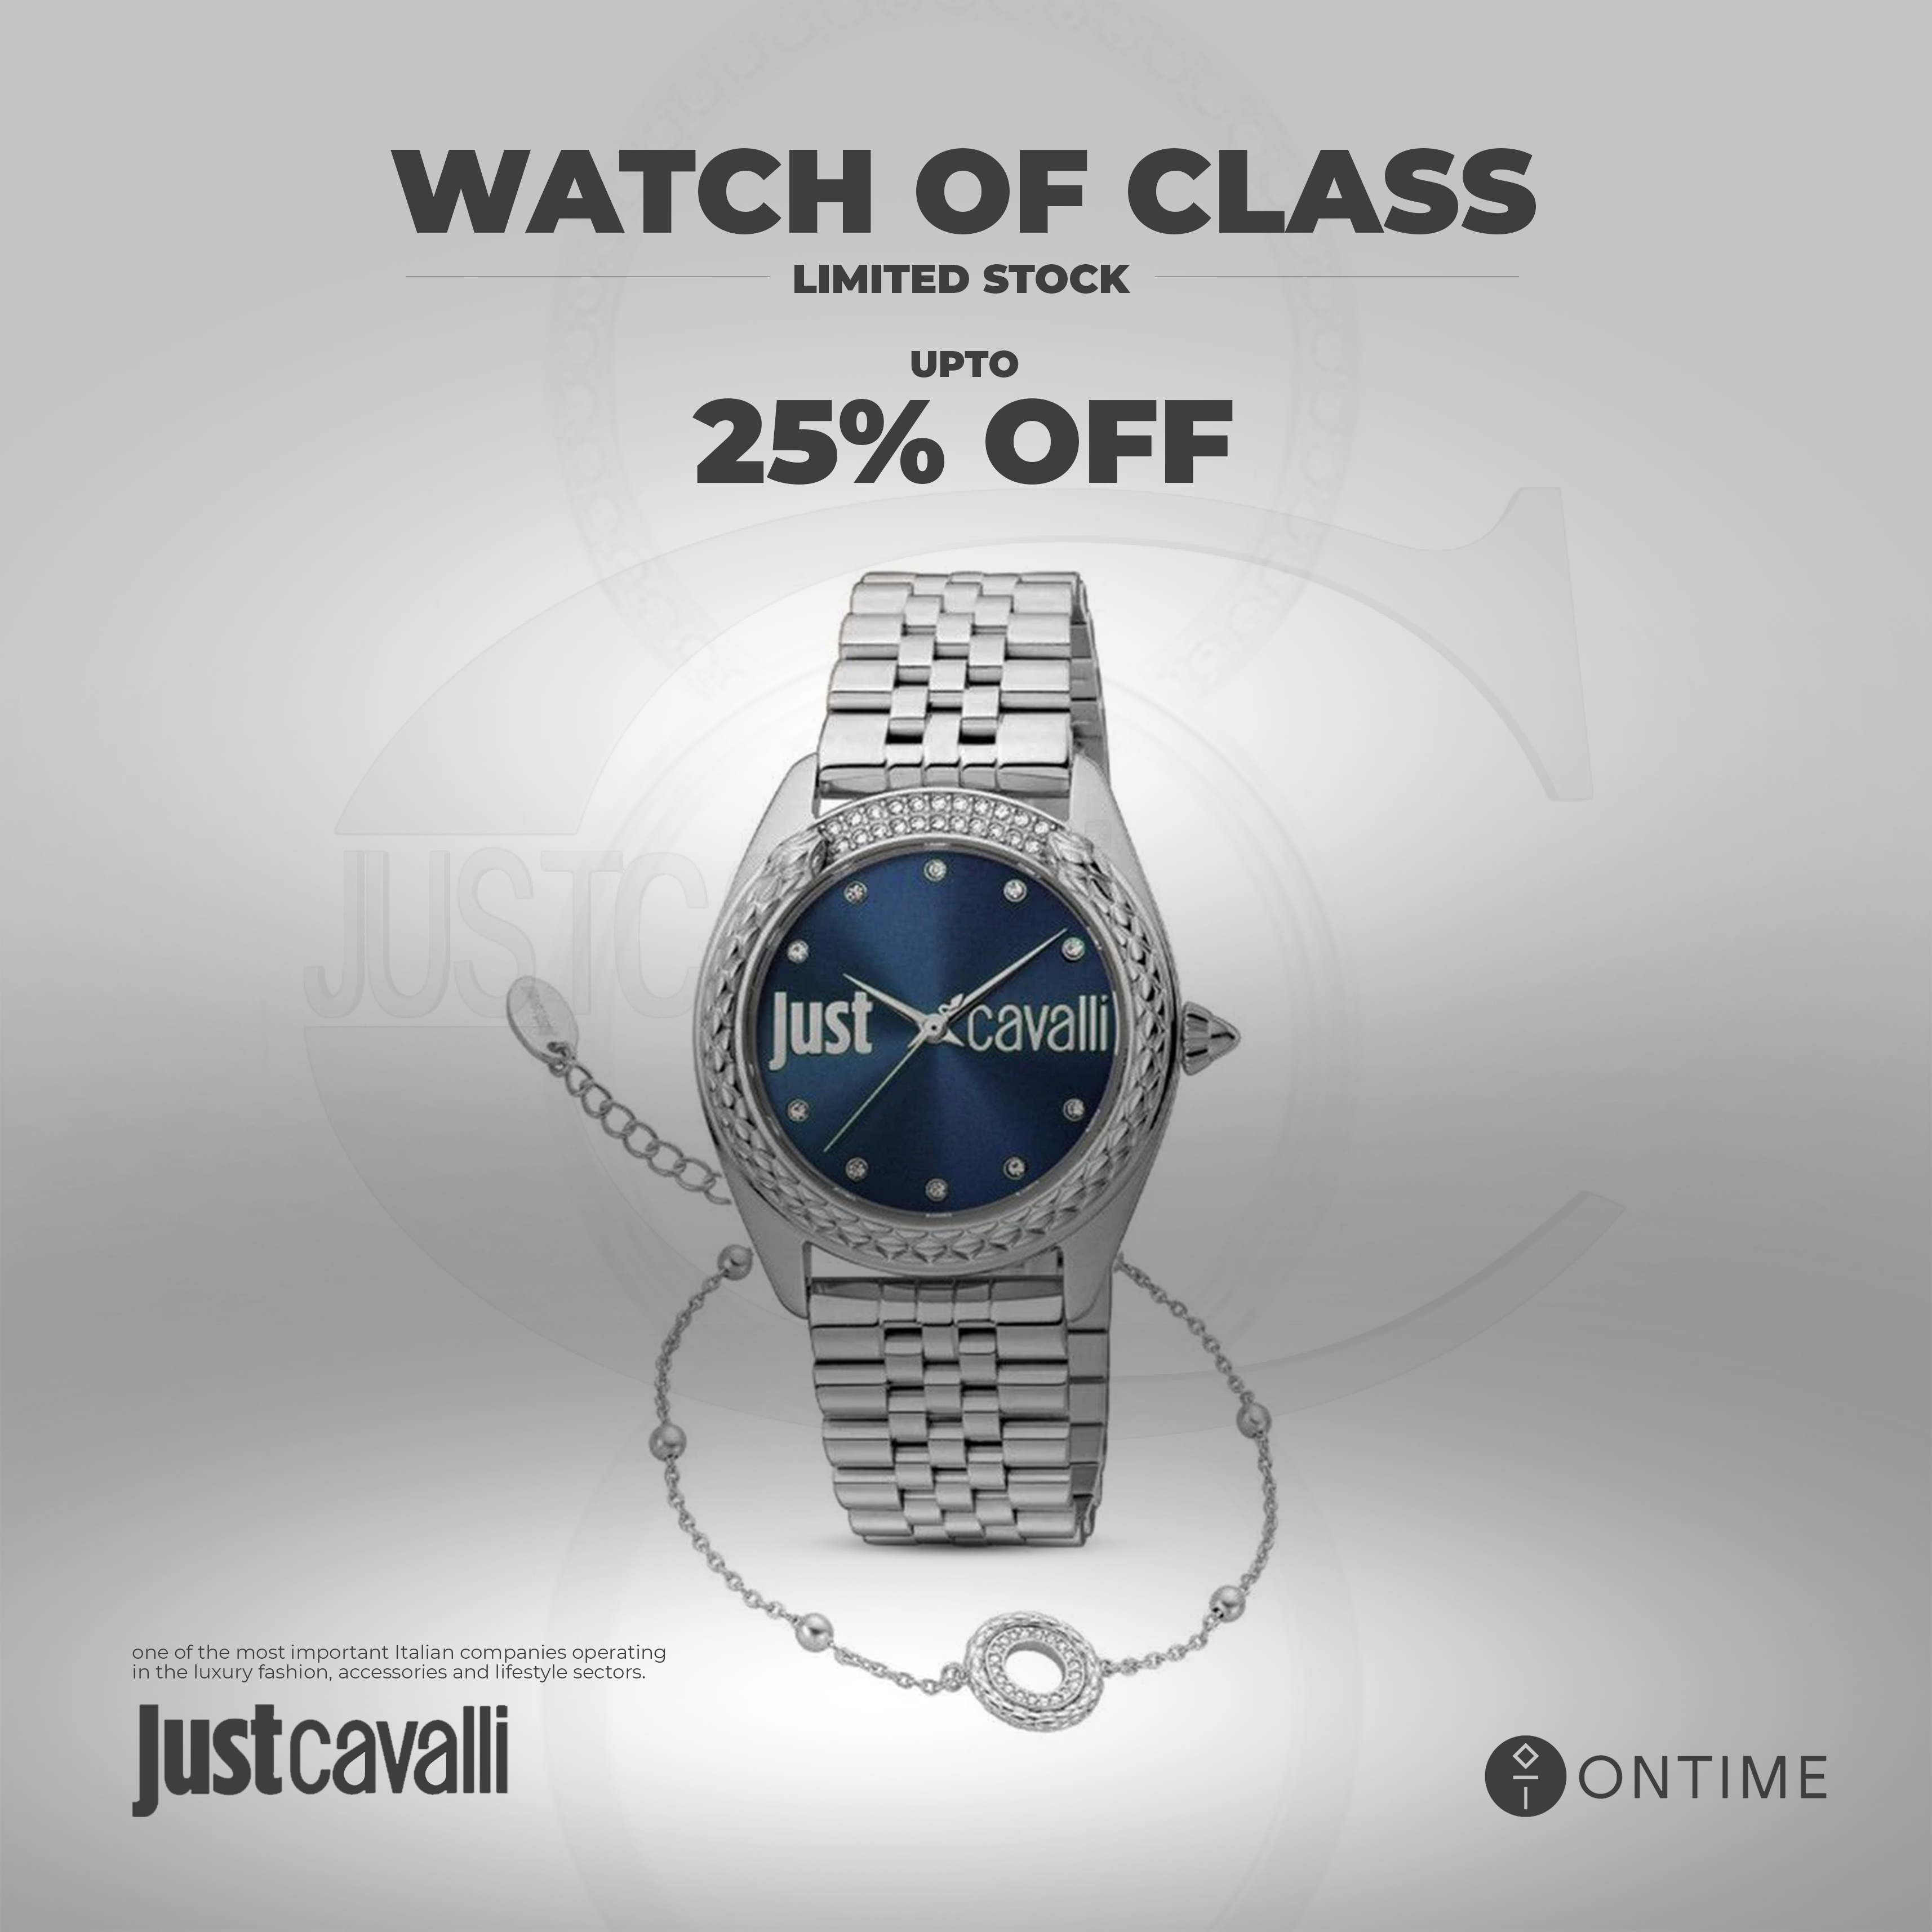 WATCH OF CLASS
LIMITED STOCK
UPTO
25% OFF
JUSTC
Just cavalli
one of the most important Italian companies operating
in the luxury fashion, accessories and lifestyle sectors.
Justcavalli
ONTIME